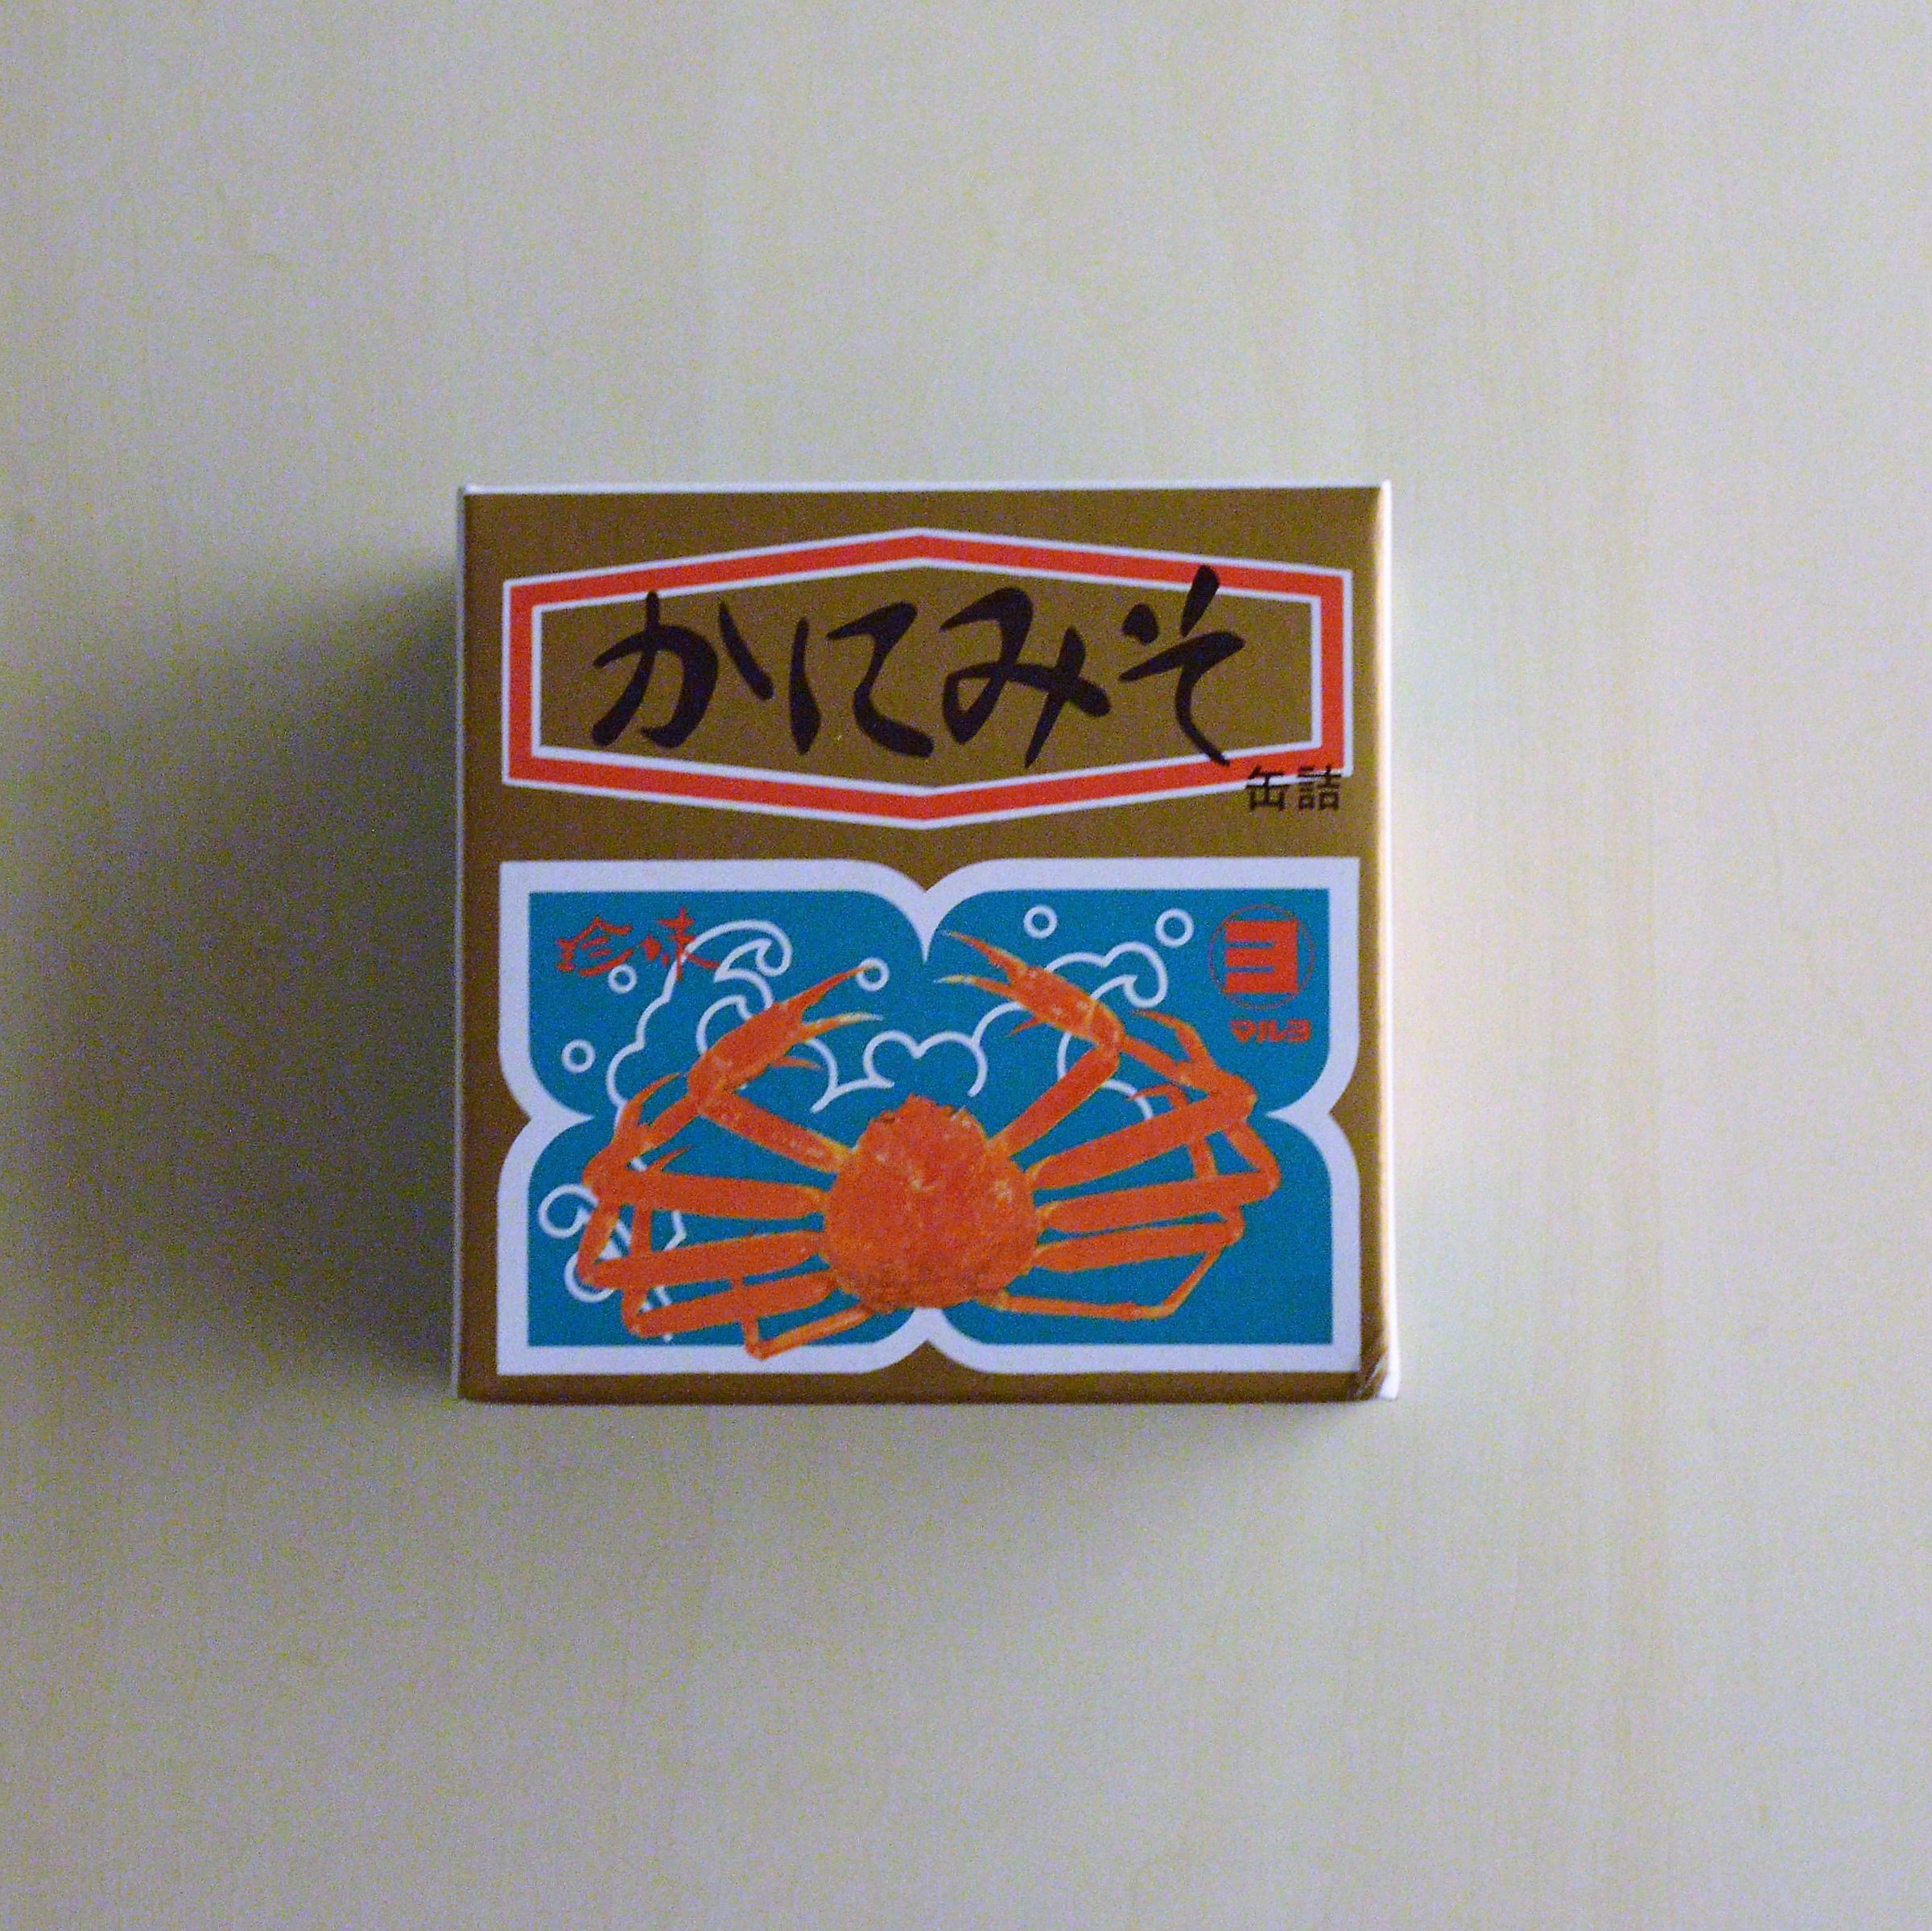 かにみそ
缶詰
珍味
ヨ
マルヨ